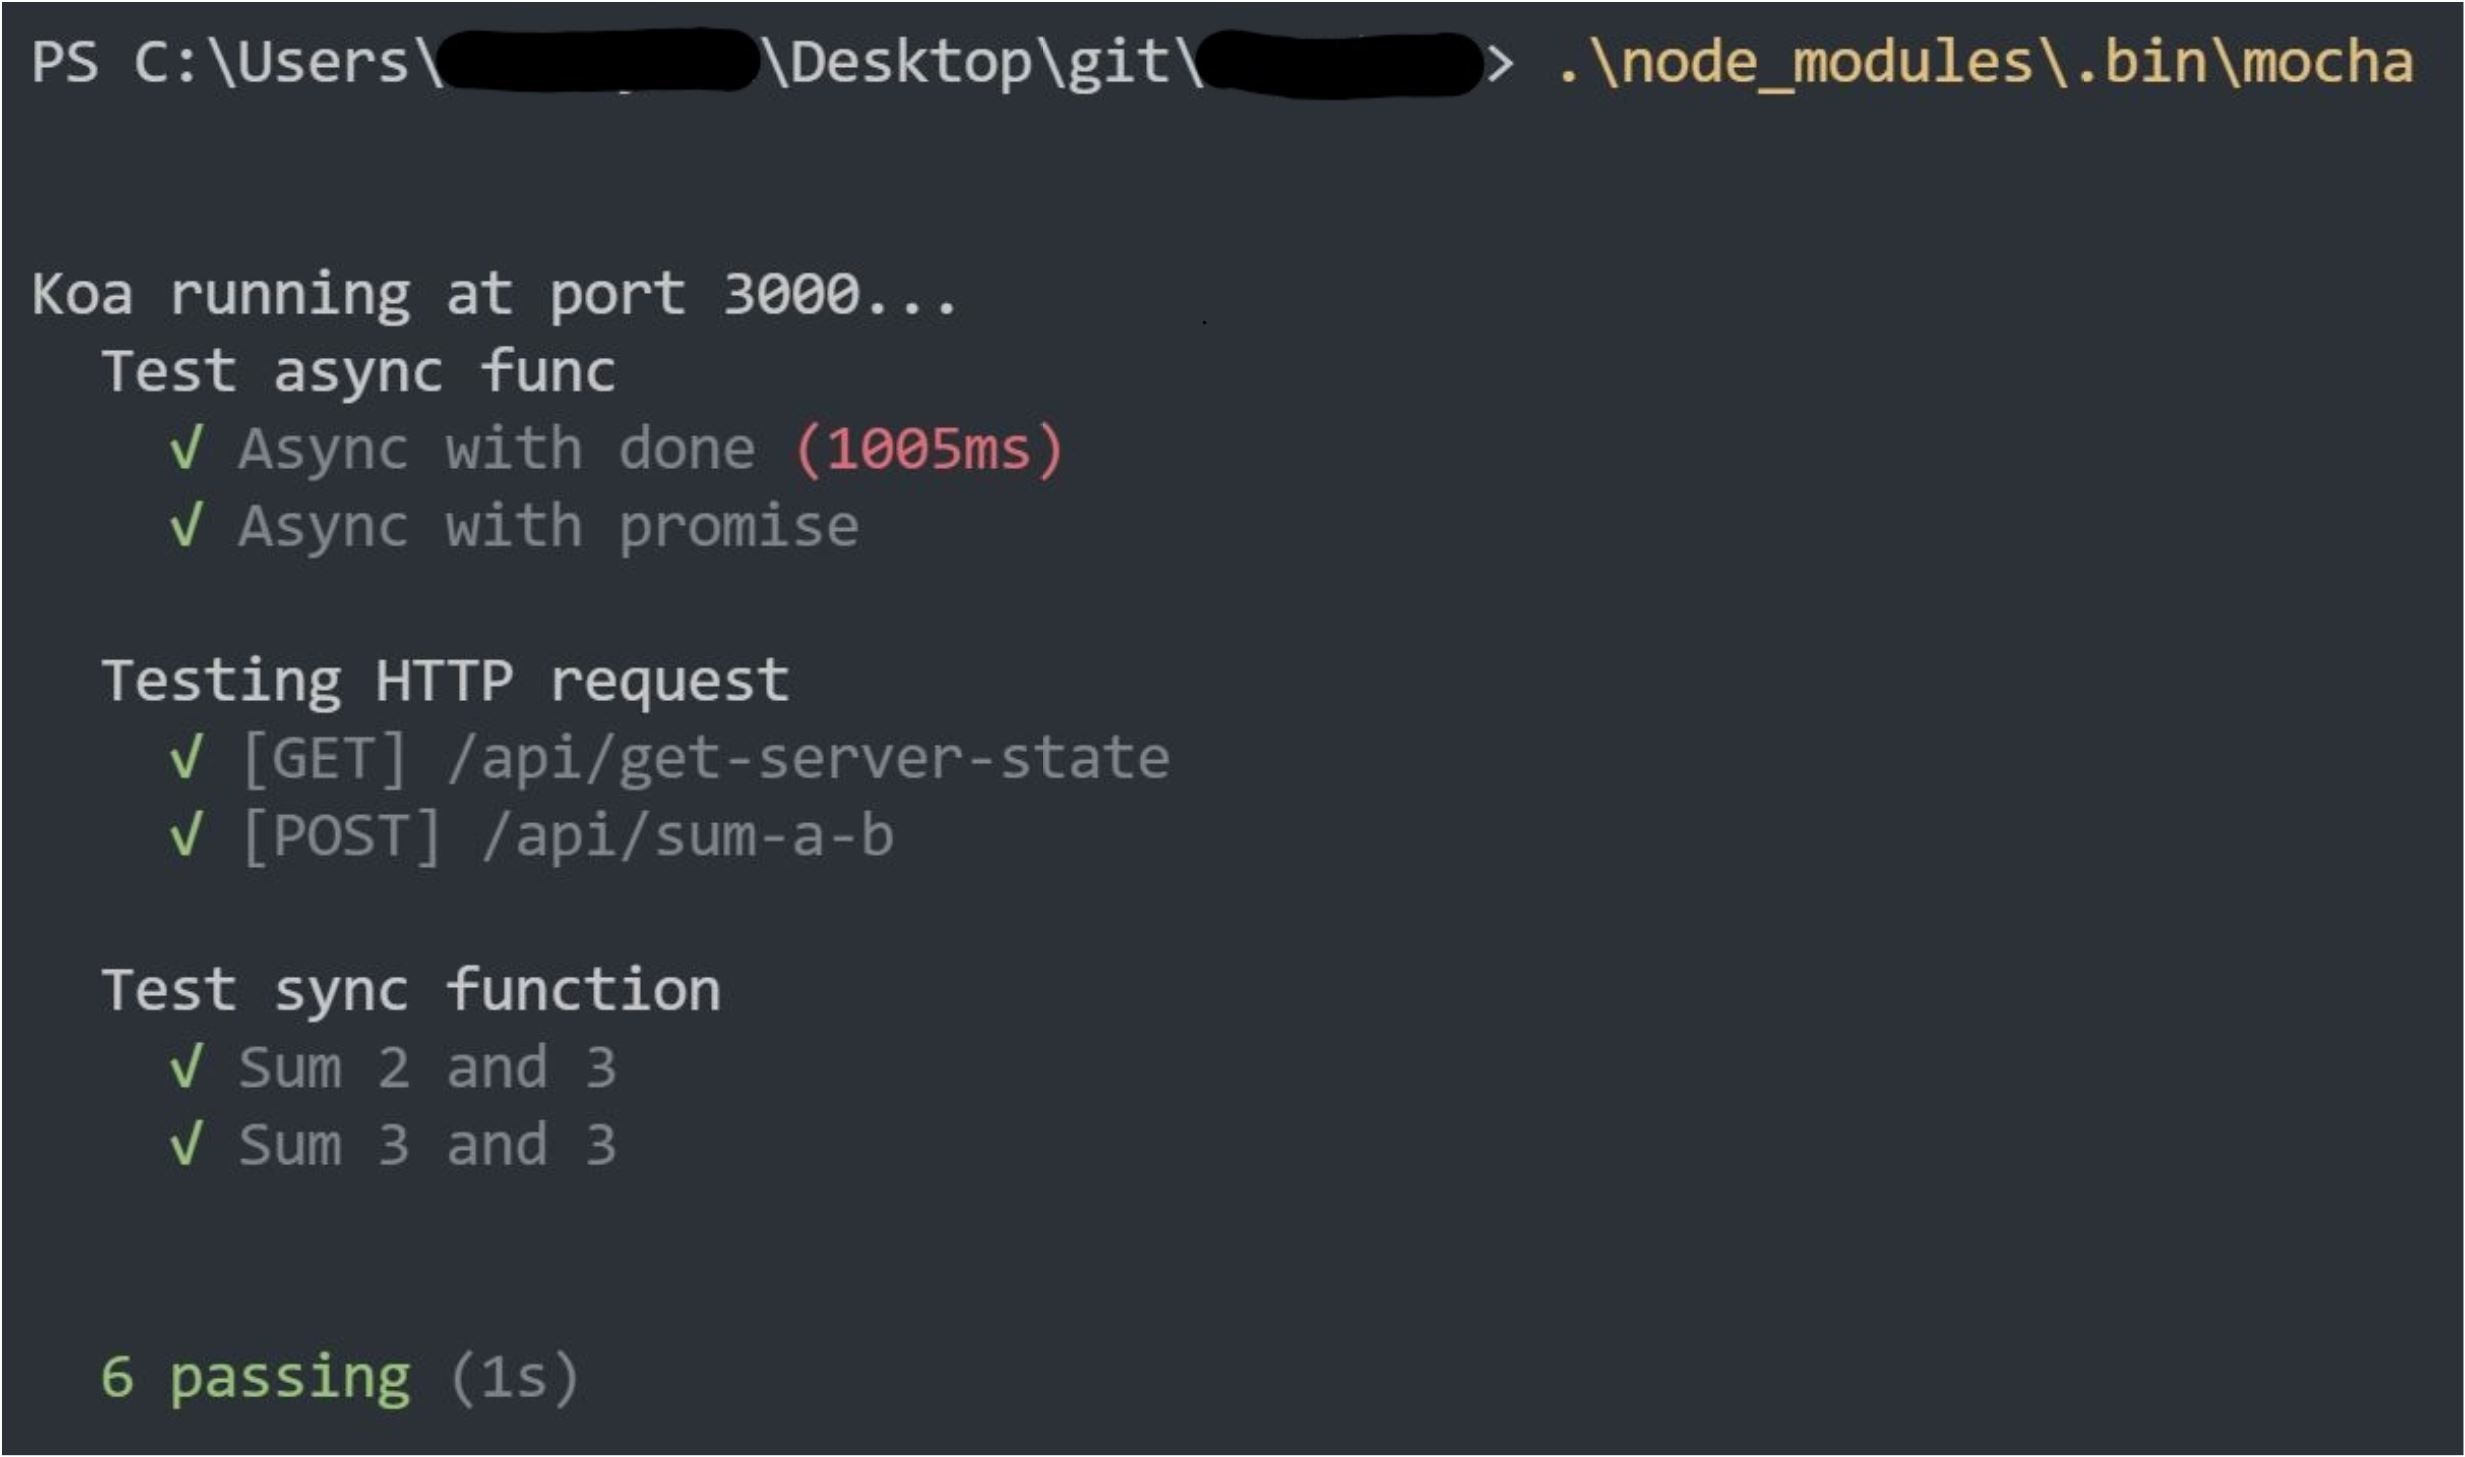 PS C:\Users\ \Desktop\git\ > .\node_modules\.bin\mocha
Koa running at port 3000...
Test async func
√ Async with done (1005ms)
√ Async with promise
Testing HTTP request
√ [GET] /api/get-server-state
√ [POST] /api/sum-a-b
Test sync function
√ Sum 2 and 3
√ Sum 3 and 3
6 passing (1s)